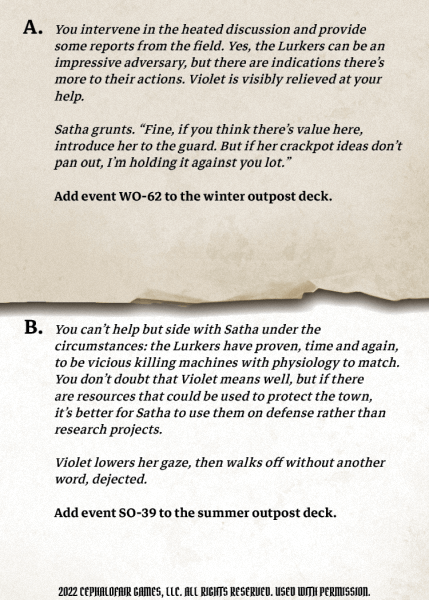 A. You intervene in the heated discussion and provide
some reports from the field. Yes, the Lurkers can be an
impressive adversary, but there are indications there's
more to their actions. Violet is visibly relieved at your
help.
Satha grunts. “Fine, if you think there's value here,
introduce her to the guard. But if her crackpot ideas don't
pan out, I'm holding it against you lot.”
Add event WO-62 to the winter outpost deck.
B. You can't help but side with Satha under the
circumstances: the Lurkers have proven, time and again,
to be vicious killing machines with physiology to match.
You don't doubt that Violet means well, but if there
are resources that could be used to protect the town,
it's better for Satha to use them on defense rather than
research projects.
Violet lowers her gaze, then walks off without another
word, dejected.
Add event SO-39 to the summer outpost deck.
2022 CEPHALOFAIR GAMES, LLC. ALL RIGHTS RESERVED. USED WITH PERMISSION.